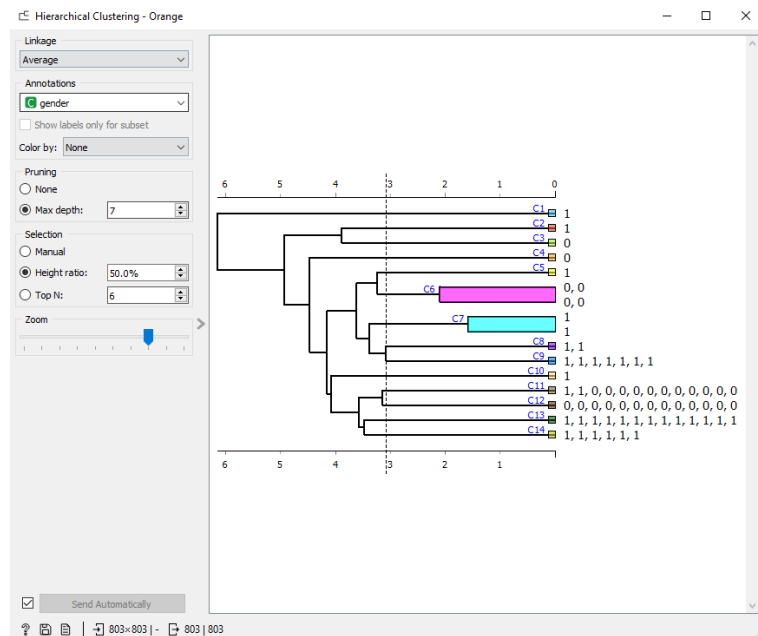 Hierarchical Clustering - Orange
Linkage
Average
Annotations
C gender
Show labels only for subset
Color by: None
Pruning
None
Max depth: 7
Selection
Manual
Height ratio: 50.0%
Top N: 6
Zoom
6 5 4 3 2 1 0
C1 1
C2 1
C3 0
C4 0
C5 1
C6 0, 0
0, 0
C7 1
1
C8 1, 1
C9 1, 1, 1, 1, 1, 1, 1
C10 1
C11 1, 1, 0, 0, 0, 0, 0, 0, 0, 0, 0, 0, 0
C12 0, 0, 0, 0, 0, 0, 0, 0, 0, 0, 0, 0, 0
C13 1, 1, 1, 1, 1, 1, 1, 1, 1, 1, 1, 1, 1
C14 1, 1, 1, 1, 1, 1
6 5 4 3 2 1
Send Automatically
? 803×803 | - 803 | 803